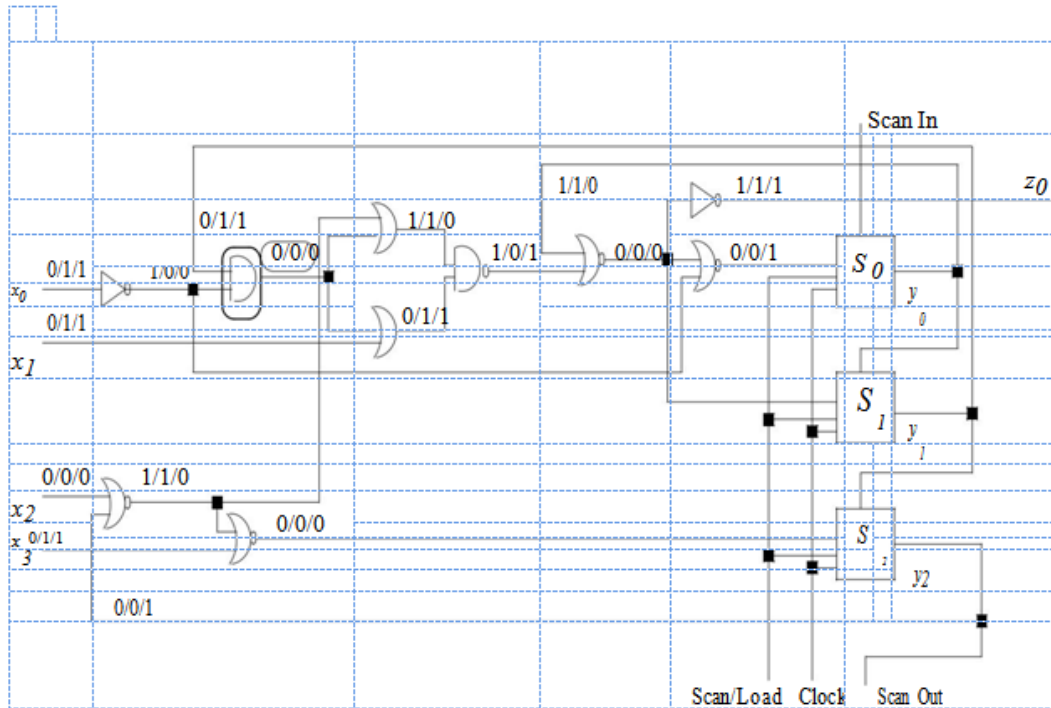 Scan In
1/1/0 1/1/1 z0
0/1/1 1/1/0
0/0/0 1/0/1 0/0/0 0/0/1
0/1/1 1/0/0 S0
x0
0/1/1 0/1/1 y0
x1
S1
y1
0/0/0 1/1/0
x2 0/0/0
x3 0/1/1 S2
y2
0/0/1
Scan/Load Clock Scan Out